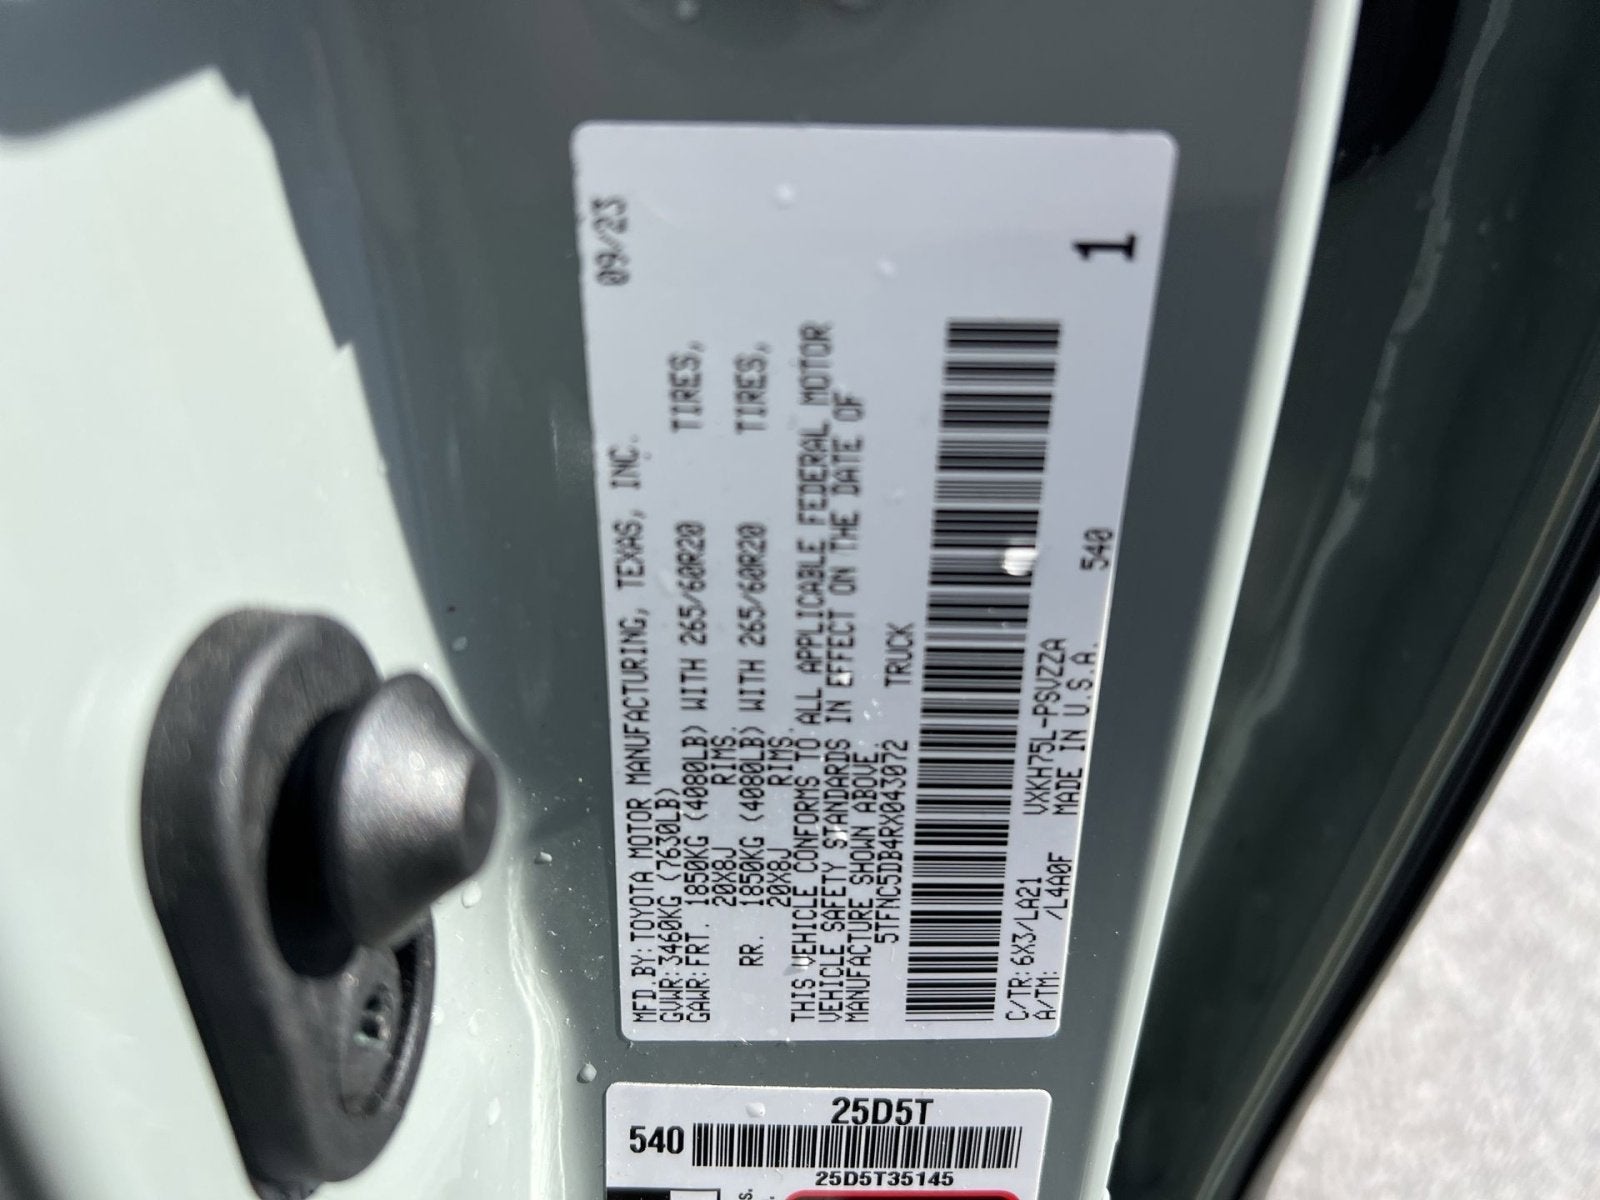 09/23
MFD.BY:TOYOTA MOTOR MANUFACTURING, TEXAS, INC.
GVWR:3460KG (7630LB)
GAWR:FRT. 1850KG (4080LB) WITH 265/60R20 TIRES,
20X8J RIMS.
RR. 1850KG (4080LB) WITH 265/60R20 TIRES,
20X8J RIMS.
THIS VEHICLE CONFORMS TO ALL APPLICABLE FEDERAL MOTOR
VEHICLE SAFETY STANDARDS IN EFFECT ON THE DATE OF
MANUFACTURE SHOWN ABOVE.
5TFNC5DB4RX043072 TRUCK
C/TR:6X3/LA21 VXKH75L-PSVZZA
A/TM: /L4A0F MADE IN U.S.A. 540
1
25D5T
540
25D5T35145